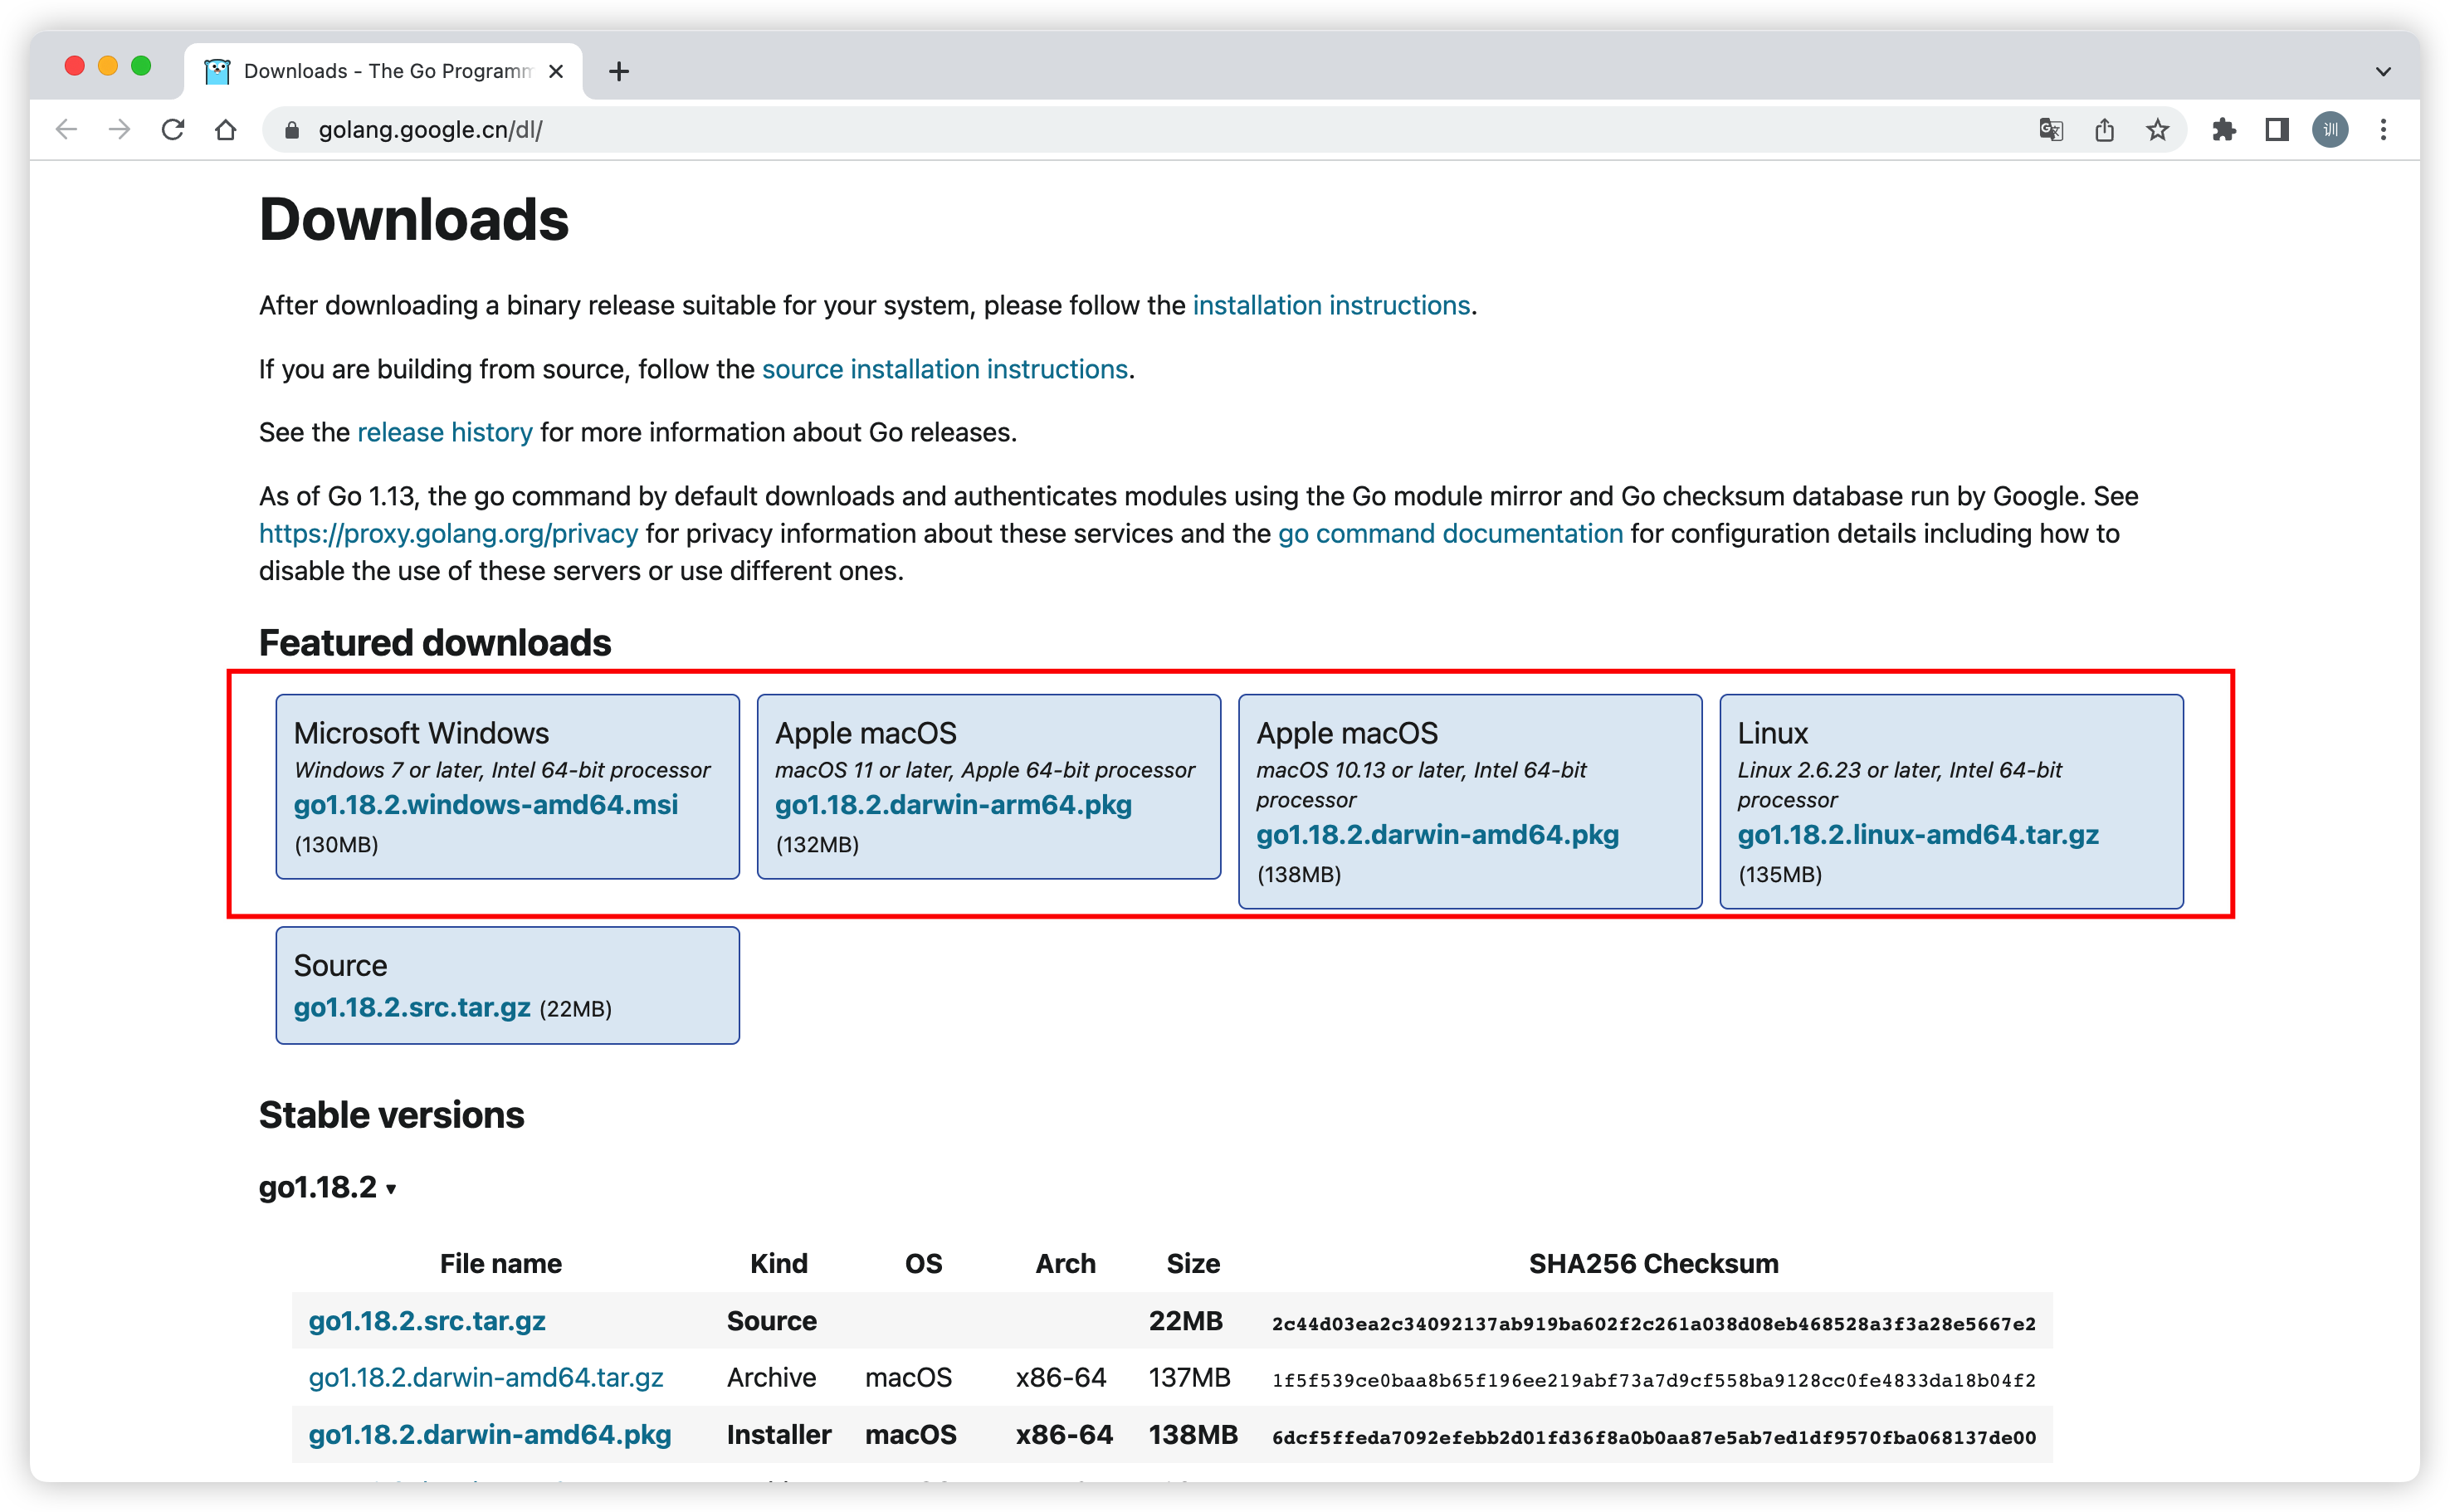 Downloads - The Go Programm
golang.google.cn/dl/
训
Downloads
After downloading a binary release suitable for your system, please follow the installation instructions.
If you are building from source, follow the source installation instructions.
See the release history for more information about Go releases.
As of Go 1.13, the go command by default downloads and authenticates modules using the Go module mirror and Go checksum database run by Google. See
https://proxy.golang.org/privacy for privacy information about these services and the go command documentation for configuration details including how to
disable the use of these servers or use different ones.
Featured downloads
Microsoft Windows
Windows 7 or later, Intel 64-bit processor
go1.18.2.windows-amd64.msi
(130MB)
Apple macOS
macOS 11 or later, Apple 64-bit processor
go1.18.2.darwin-arm64.pkg
(132MB)
Apple macOS
macOS 10.13 or later, Intel 64-bit
processor
go1.18.2.darwin-amd64.pkg
(138MB)
Linux
Linux 2.6.23 or later, Intel 64-bit
processor
go1.18.2.linux-amd64.tar.gz
(135MB)
Source
go1.18.2.src.tar.gz (22MB)
Stable versions
go1.18.2 ▾
File name Kind OS Arch Size SHA256 Checksum
go1.18.2.src.tar.gz Source 22MB 2c44d03ea2c34092137ab919ba602f2c261a038d08eb468528a3f3a28e5667e2
go1.18.2.darwin-amd64.tar.gz Archive macOS x86-64 137MB 1f5f539ce0baa8b65f196ee219abf73a7d9cf558ba9128cc0fe4833da18b04f2
go1.18.2.darwin-amd64.pkg Installer macOS x86-64 138MB 6dcf5ffeda7092efebb2d01fd36f8a0b0aa87e5ab7ed1df9570fba068137de00